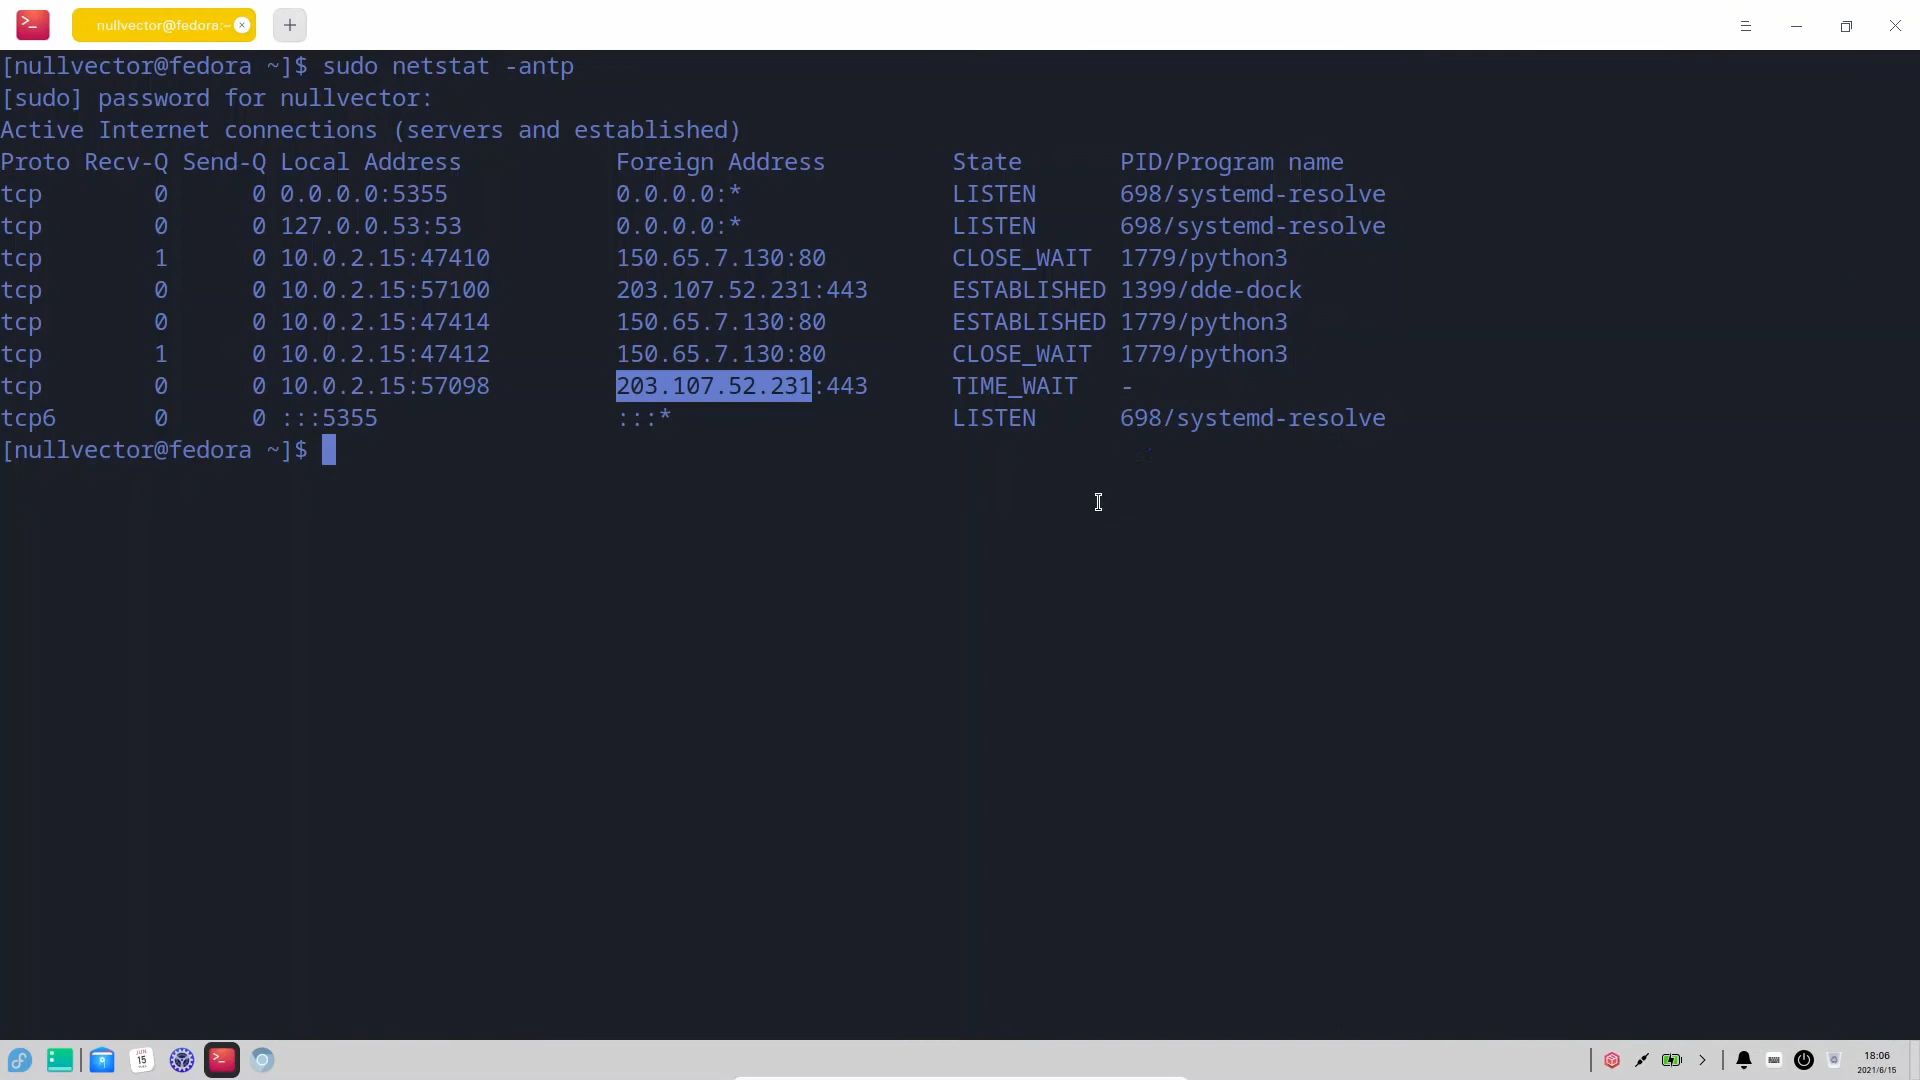 nullvector@fedora:~
[nullvector@fedora ~]$ sudo netstat -antp
[sudo] password for nullvector:
Active Internet connections (servers and established)
Proto Recv-Q Send-Q Local Address           Foreign Address         State       PID/Program name
tcp        0      0 0.0.0.0:5355            0.0.0.0:*               LISTEN      698/systemd-resolve
tcp        0      0 127.0.0.53:53           0.0.0.0:*               LISTEN      698/systemd-resolve
tcp        1      0 10.0.2.15:47410         150.65.7.130:80         CLOSE_WAIT  1779/python3
tcp        0      0 10.0.2.15:57100         203.107.52.231:443      ESTABLISHED 1399/dde-dock
tcp        0      0 10.0.2.15:47414         150.65.7.130:80         ESTABLISHED 1779/python3
tcp        1      0 10.0.2.15:47412         150.65.7.130:80         CLOSE_WAIT  1779/python3
tcp        0      0 10.0.2.15:57098         203.107.52.231:443      TIME_WAIT   -
tcp6       0      0 :::5355                 :::*                    LISTEN      698/systemd-resolve
[nullvector@fedora ~]$
JUN
15
18:06
2021/6/15